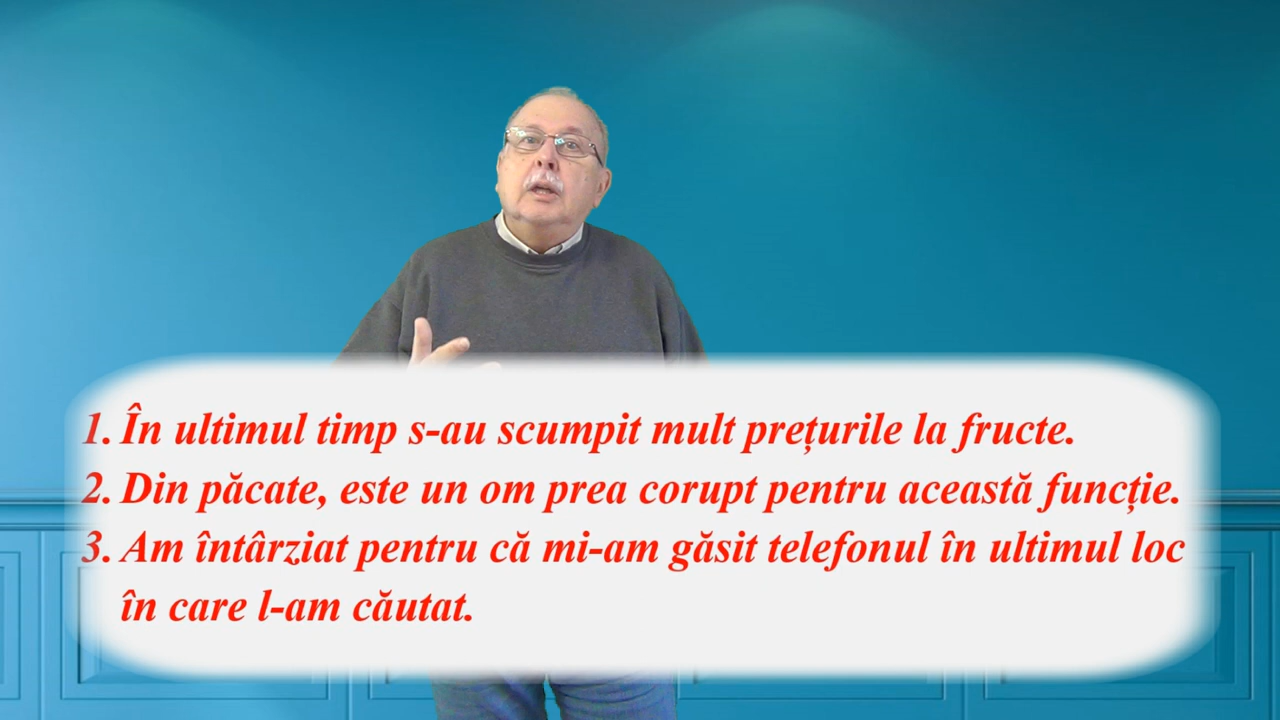 1. În ultimul timp s-au scumpit mult prețurile la fructe.
2. Din păcate, este un om prea corupt pentru această funcție.
3. Am întârziat pentru că mi-am găsit telefonul în ultimul loc
în care l-am căutat.